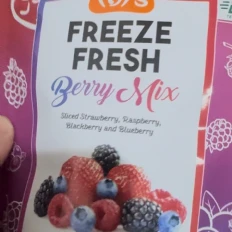 FREEZE
FRESH
Berry Mix
Sliced Strawberry, Raspberry,
Blackberry and Blueberry